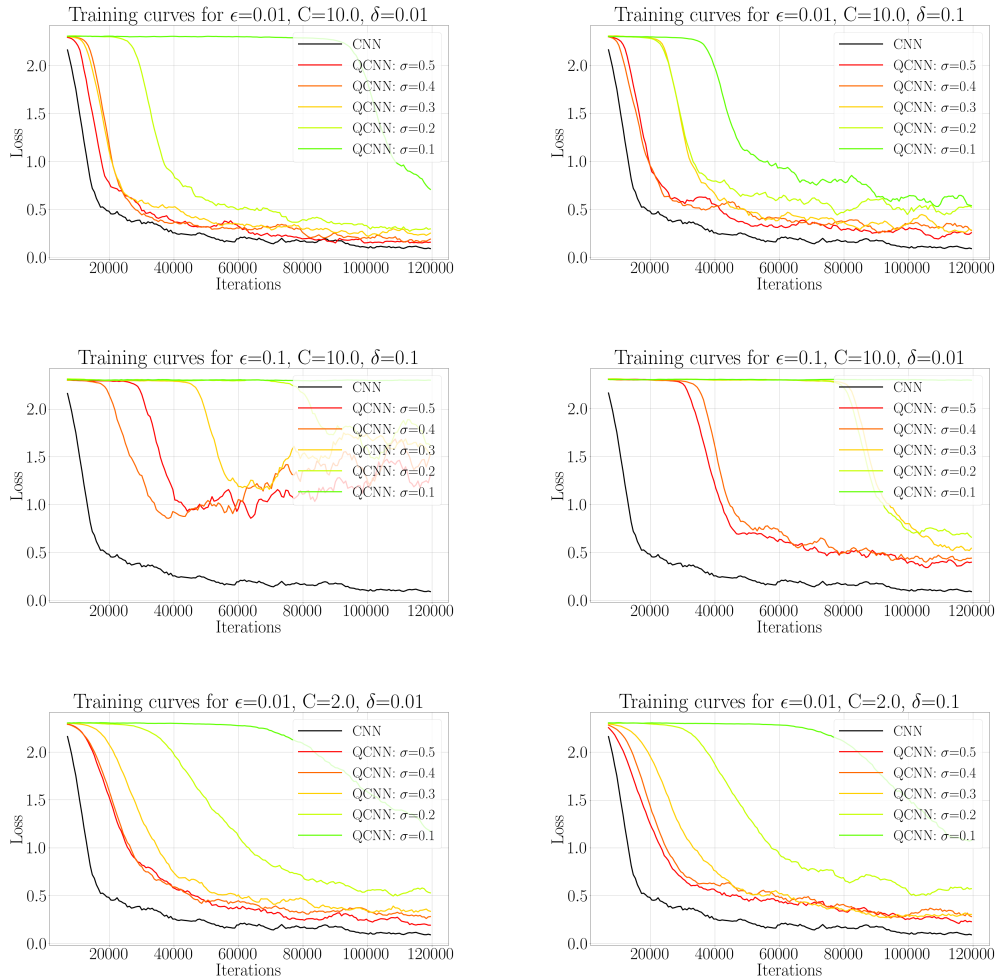 Training curves for ϵ=0.01, C=10.0, δ=0.01
Loss
2.0
1.5
1.0
0.5
0.0
CNN
QCNN: σ=0.5
QCNN: σ=0.4
QCNN: σ=0.3
QCNN: σ=0.2
QCNN: σ=0.1
20000 40000 60000 80000 100000 120000
Iterations
Training curves for ϵ=0.01, C=10.0, δ=0.1
Loss
2.0
1.5
1.0
0.5
0.0
CNN
QCNN: σ=0.5
QCNN: σ=0.4
QCNN: σ=0.3
QCNN: σ=0.2
QCNN: σ=0.1
20000 40000 60000 80000 100000 120000
Iterations
Training curves for ϵ=0.1, C=10.0, δ=0.1
Loss
2.0
1.5
1.0
0.5
0.0
CNN
QCNN: σ=0.5
QCNN: σ=0.4
QCNN: σ=0.3
QCNN: σ=0.2
QCNN: σ=0.1
20000 40000 60000 80000 100000 120000
Iterations
Training curves for ϵ=0.1, C=10.0, δ=0.01
Loss
2.0
1.5
1.0
0.5
0.0
CNN
QCNN: σ=0.5
QCNN: σ=0.4
QCNN: σ=0.3
QCNN: σ=0.2
QCNN: σ=0.1
20000 40000 60000 80000 100000 120000
Iterations
Training curves for ϵ=0.01, C=2.0, δ=0.01
Loss
2.0
1.5
1.0
0.5
0.0
CNN
QCNN: σ=0.5
QCNN: σ=0.4
QCNN: σ=0.3
QCNN: σ=0.2
QCNN: σ=0.1
20000 40000 60000 80000 100000 120000
Iterations
Training curves for ϵ=0.01, C=2.0, δ=0.1
Loss
2.0
1.5
1.0
0.5
0.0
CNN
QCNN: σ=0.5
QCNN: σ=0.4
QCNN: σ=0.3
QCNN: σ=0.2
QCNN: σ=0.1
20000 40000 60000 80000 100000 120000
Iterations